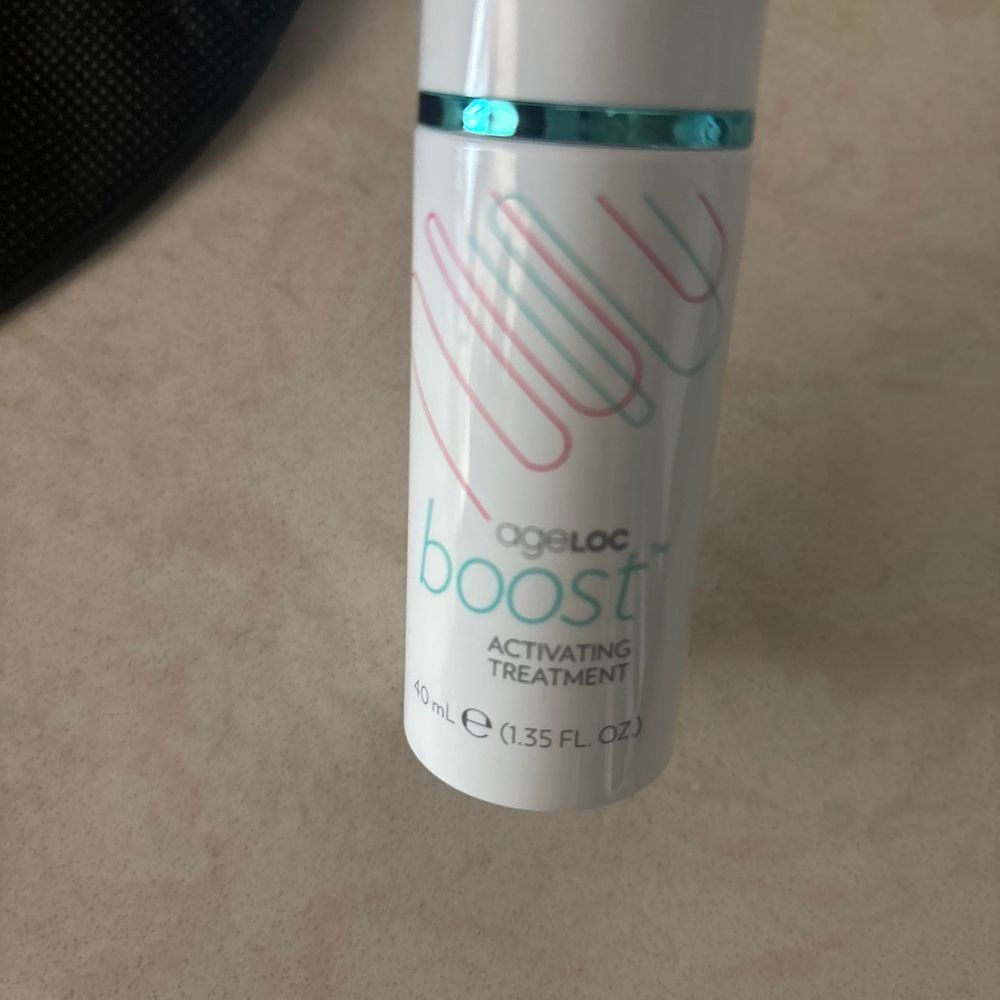 ageLOC
boost™
ACTIVATING
TREATMENT
40 mL ℮ (1.35 FL. OZ.)